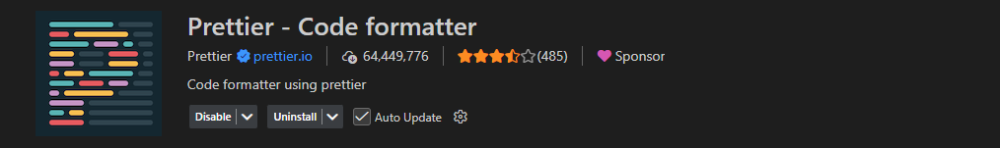 Prettier - Code formatter
Prettier prettier.io 64,449,776 (485) Sponsor
Code formatter using prettier
Disable Uninstall Auto Update